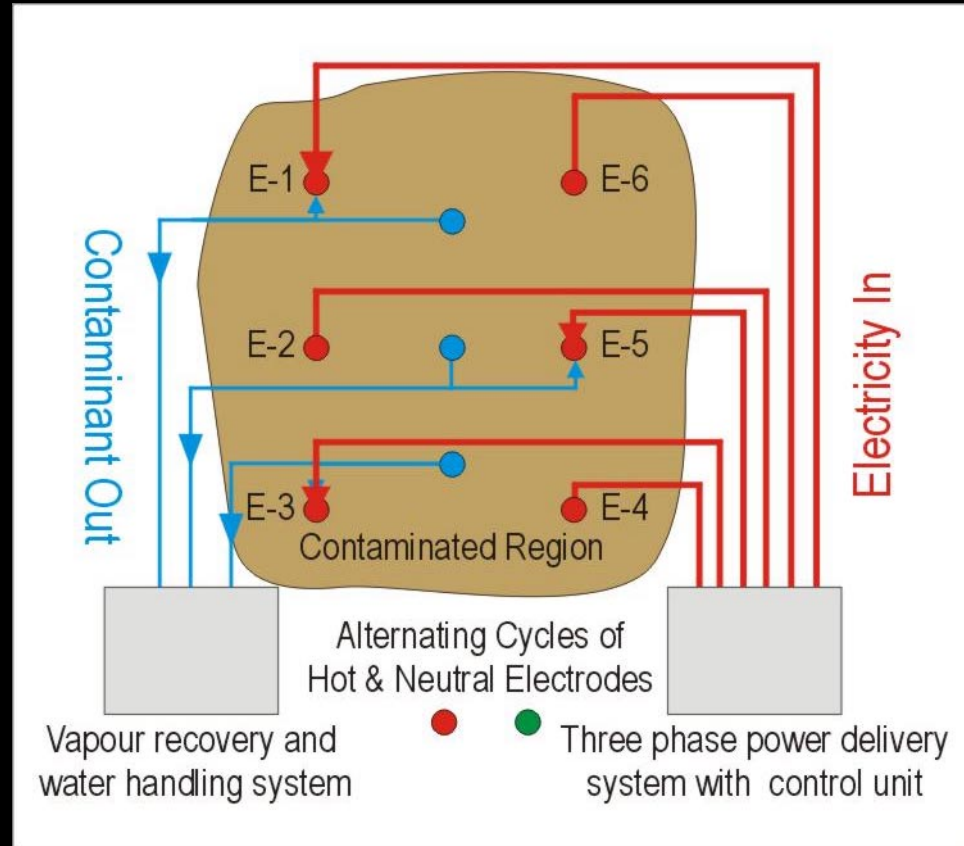 E-1
E-6
Contaminant Out
E-2
E-5
Electricity In
E-3
E-4
Contaminated Region
Alternating Cycles of
Hot & Neutral Electrodes
Vapour recovery and
water handling system
Three phase power delivery
system with control unit